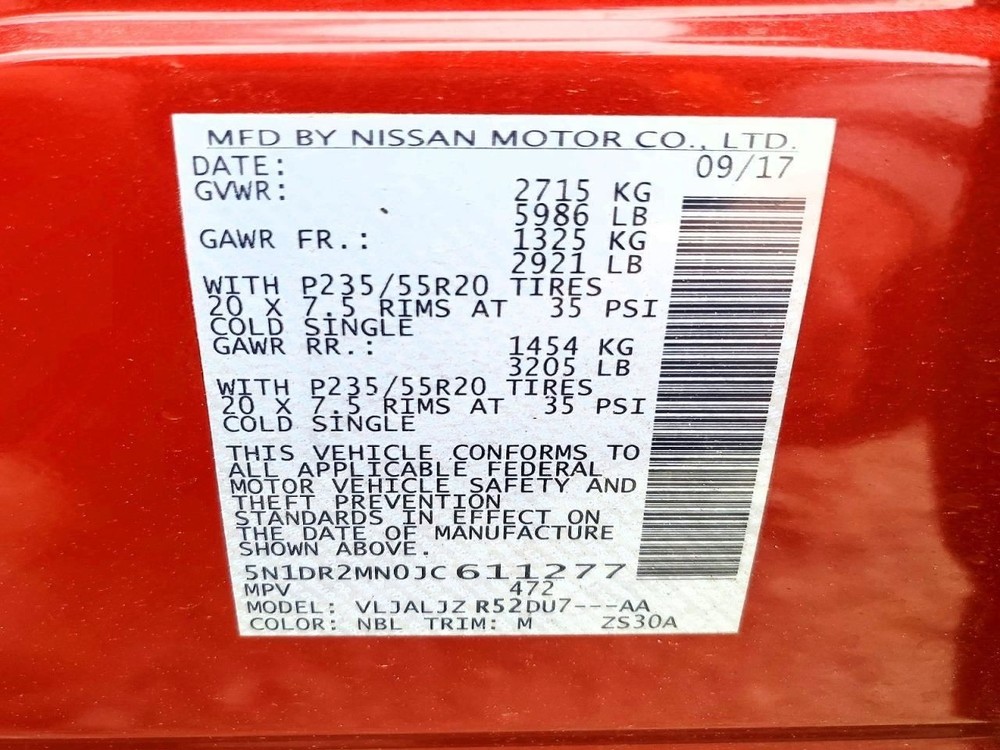 MFD BY NISSAN MOTOR CO., LTD.
DATE: 09/17
GVWR: 2715 KG
5986 LB
GAWR FR.: 1325 KG
2921 LB
WITH P235/55R20 TIRES
20 X 7.5 RIMS AT 35 PSI
COLD SINGLE
GAWR RR.: 1454 KG
3205 LB
WITH P235/55R20 TIRES
20 X 7.5 RIMS AT 35 PSI
COLD SINGLE
THIS VEHICLE CONFORMS TO
ALL APPLICABLE FEDERAL
MOTOR VEHICLE SAFETY AND
THEFT PREVENTION
STANDARDS IN EFFECT ON
THE DATE OF MANUFACTURE
SHOWN ABOVE.
5N1DR2MN0JC611277
MPV 472
MODEL: VLJALJZ R52DU7---AA
COLOR: NBL TRIM: M ZS30A